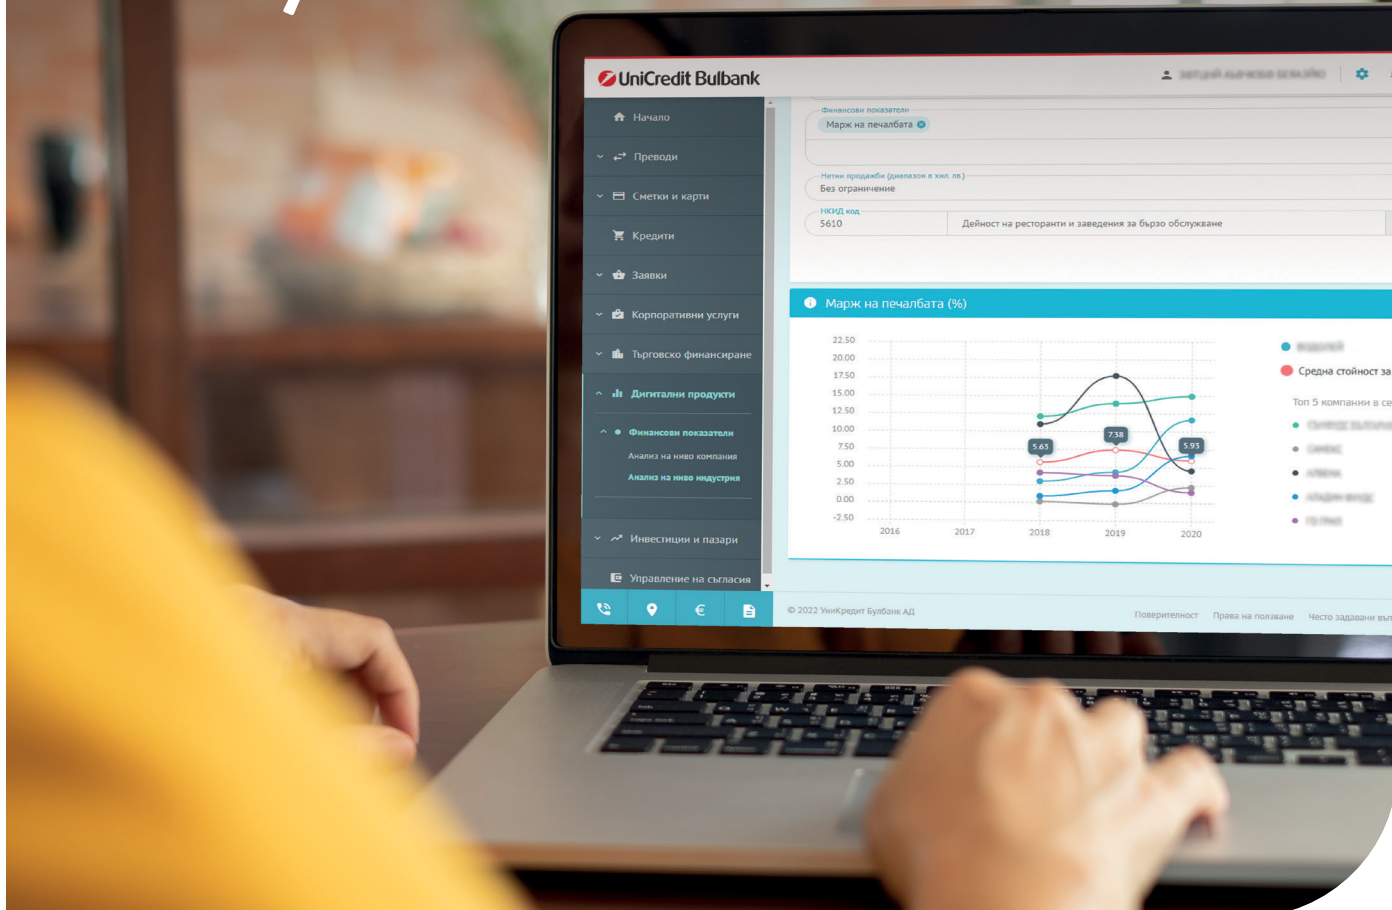 UniCredit Bulbank
Начало
Преводи
Сметки и карти
Кредити
Заявки
Корпоративни услуги
Търговско финансиране
Дигитални продукти
Финансови показатели
Анализ на ниво компания
Анализ на ниво индустрия
Инвестиции и пазари
Управление на съгласия
€
Финансови показатели
Марж на печалбата
Нетни продажби (диапазон в хил. лв.)
Без ограничение
НКИД код
5610 Дейност на ресторанти и заведения за бързо обслужване
Марж на печалбата (%)
22.50
20.00
17.50
15.00
12.50
10.00
7.50
5.00
2.50
0.00
-2.50
5.63 7.38 5.93
2016 2017 2018 2019 2020
Средна стойност за
Топ 5 компании в се
© 2022 УниКредит Булбанк АД
Поверителност Права на ползване Често задавани